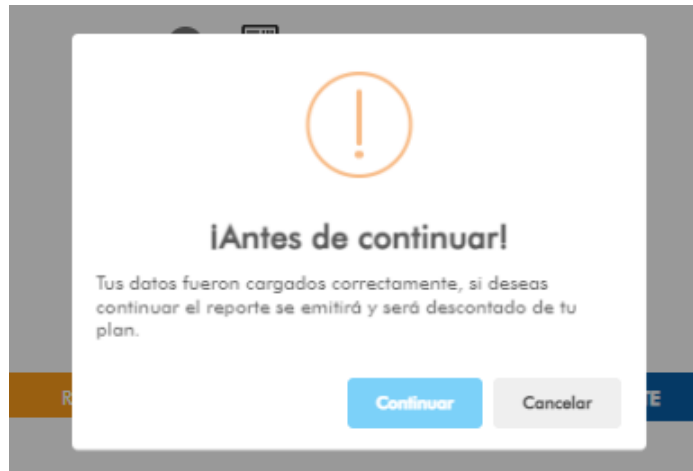 ¡Antes de continuar!
Tus datos fueron cargados correctamente, si deseas
continuar el reporte se emitirá y será descontado de tu
plan.
Continuar
Cancelar